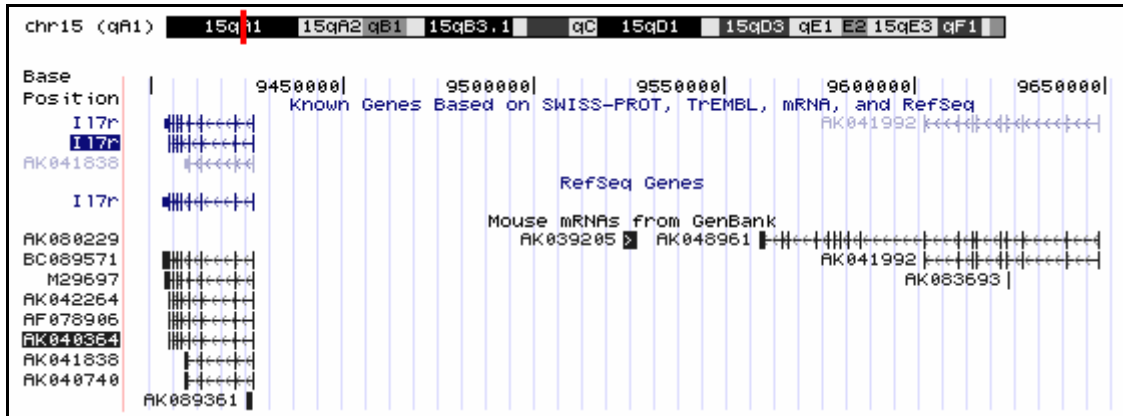 chr15 (qA1) 15qA1 15qA2 qB1 15qB3.1 qC 15qD1 15qD3 qE1 E2 15qE3 qF1
Base Position | 9450000| 9500000| 9550000| 9600000| 9650000|
Known Genes Based on SWISS-PROT, TrEMBL, mRNA, and RefSeq
Il7r AK041992
Il7r
AK041838
RefSeq Genes
Il7r
Mouse mRNAs from GenBank
AK080229 AK039205 AK048961
BC089571 AK041992
M29697 AK083693
AK042264
AF078906
AK040364
AK041838
AK040740
AK089361